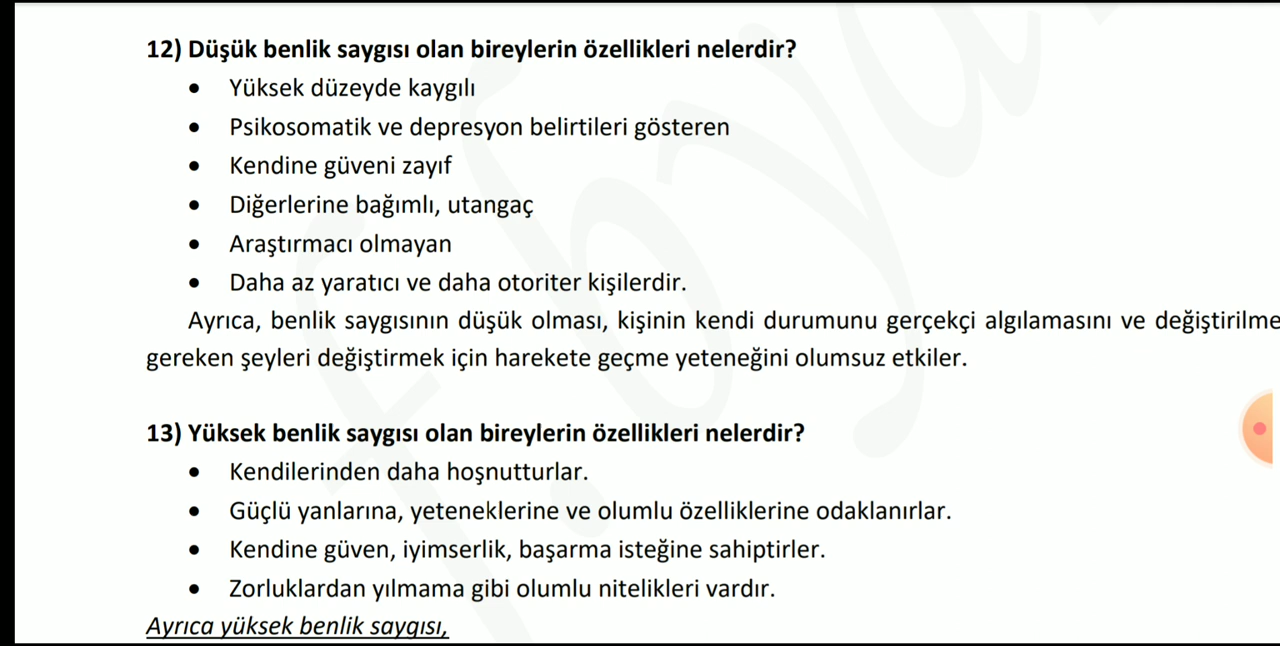 12) Düşük benlik saygısı olan bireylerin özellikleri nelerdir?
• Yüksek düzeyde kaygılı
• Psikosomatik ve depresyon belirtileri gösteren
• Kendine güveni zayıf
• Diğerlerine bağımlı, utangaç
• Araştırmacı olmayan
• Daha az yaratıcı ve daha otoriter kişilerdir.
Ayrıca, benlik saygısının düşük olması, kişinin kendi durumunu gerçekçi algılamasını ve değiştirilme
gereken şeyleri değiştirmek için harekete geçme yeteneğini olumsuz etkiler.
13) Yüksek benlik saygısı olan bireylerin özellikleri nelerdir?
• Kendilerinden daha hoşnutturlar.
• Güçlü yanlarına, yeteneklerine ve olumlu özelliklerine odaklanırlar.
• Kendine güven, iyimserlik, başarma isteğine sahiptirler.
• Zorluklardan yılmama gibi olumlu nitelikleri vardır.
Ayrıca yüksek benlik saygısı,